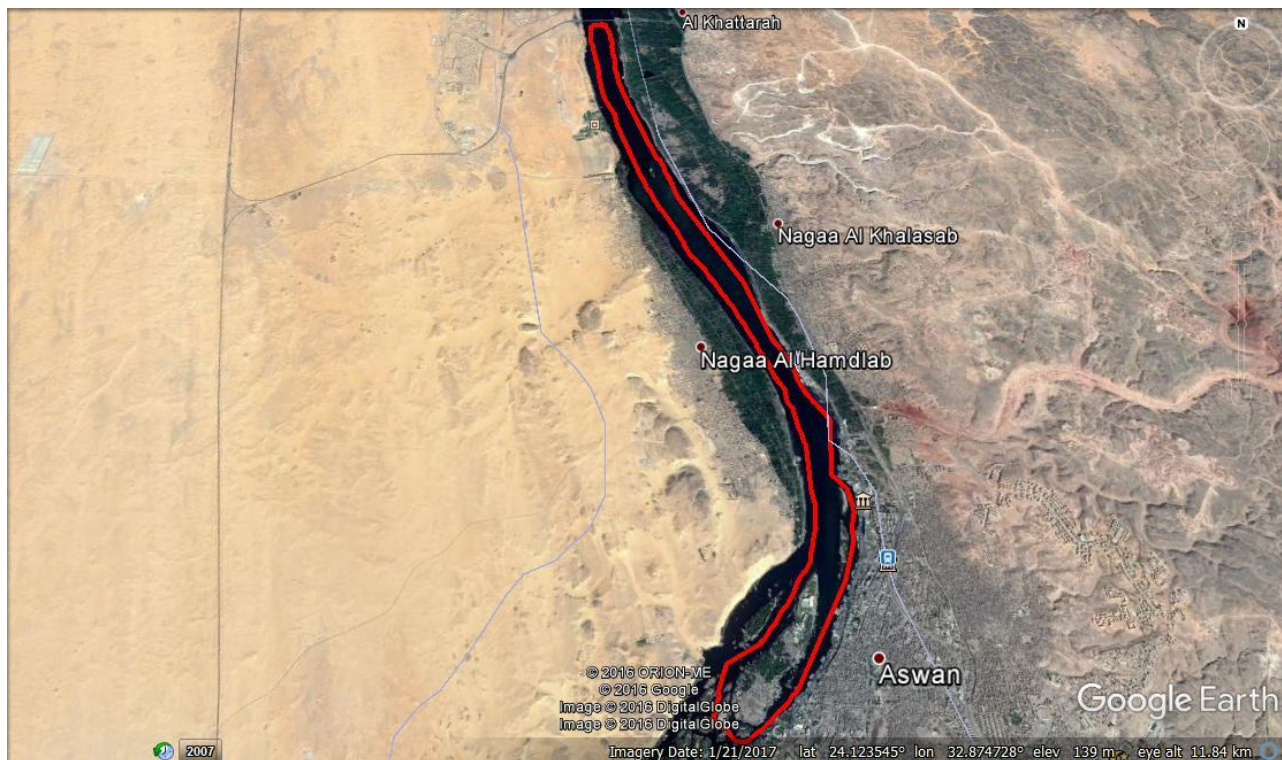 Al Khattarah
N
Nagaa Al Khalasab
Nagaa Al Hamdlab
Aswan
© 2016 ORION-ME
© 2016 Google
Image © 2016 DigitalGlobe
Image © 2016 DigitalGlobe
Google Earth
2007
Imagery Date: 1/21/2017 lat 24.123545° lon 32.874728° elev 139 m eye alt 11.84 km